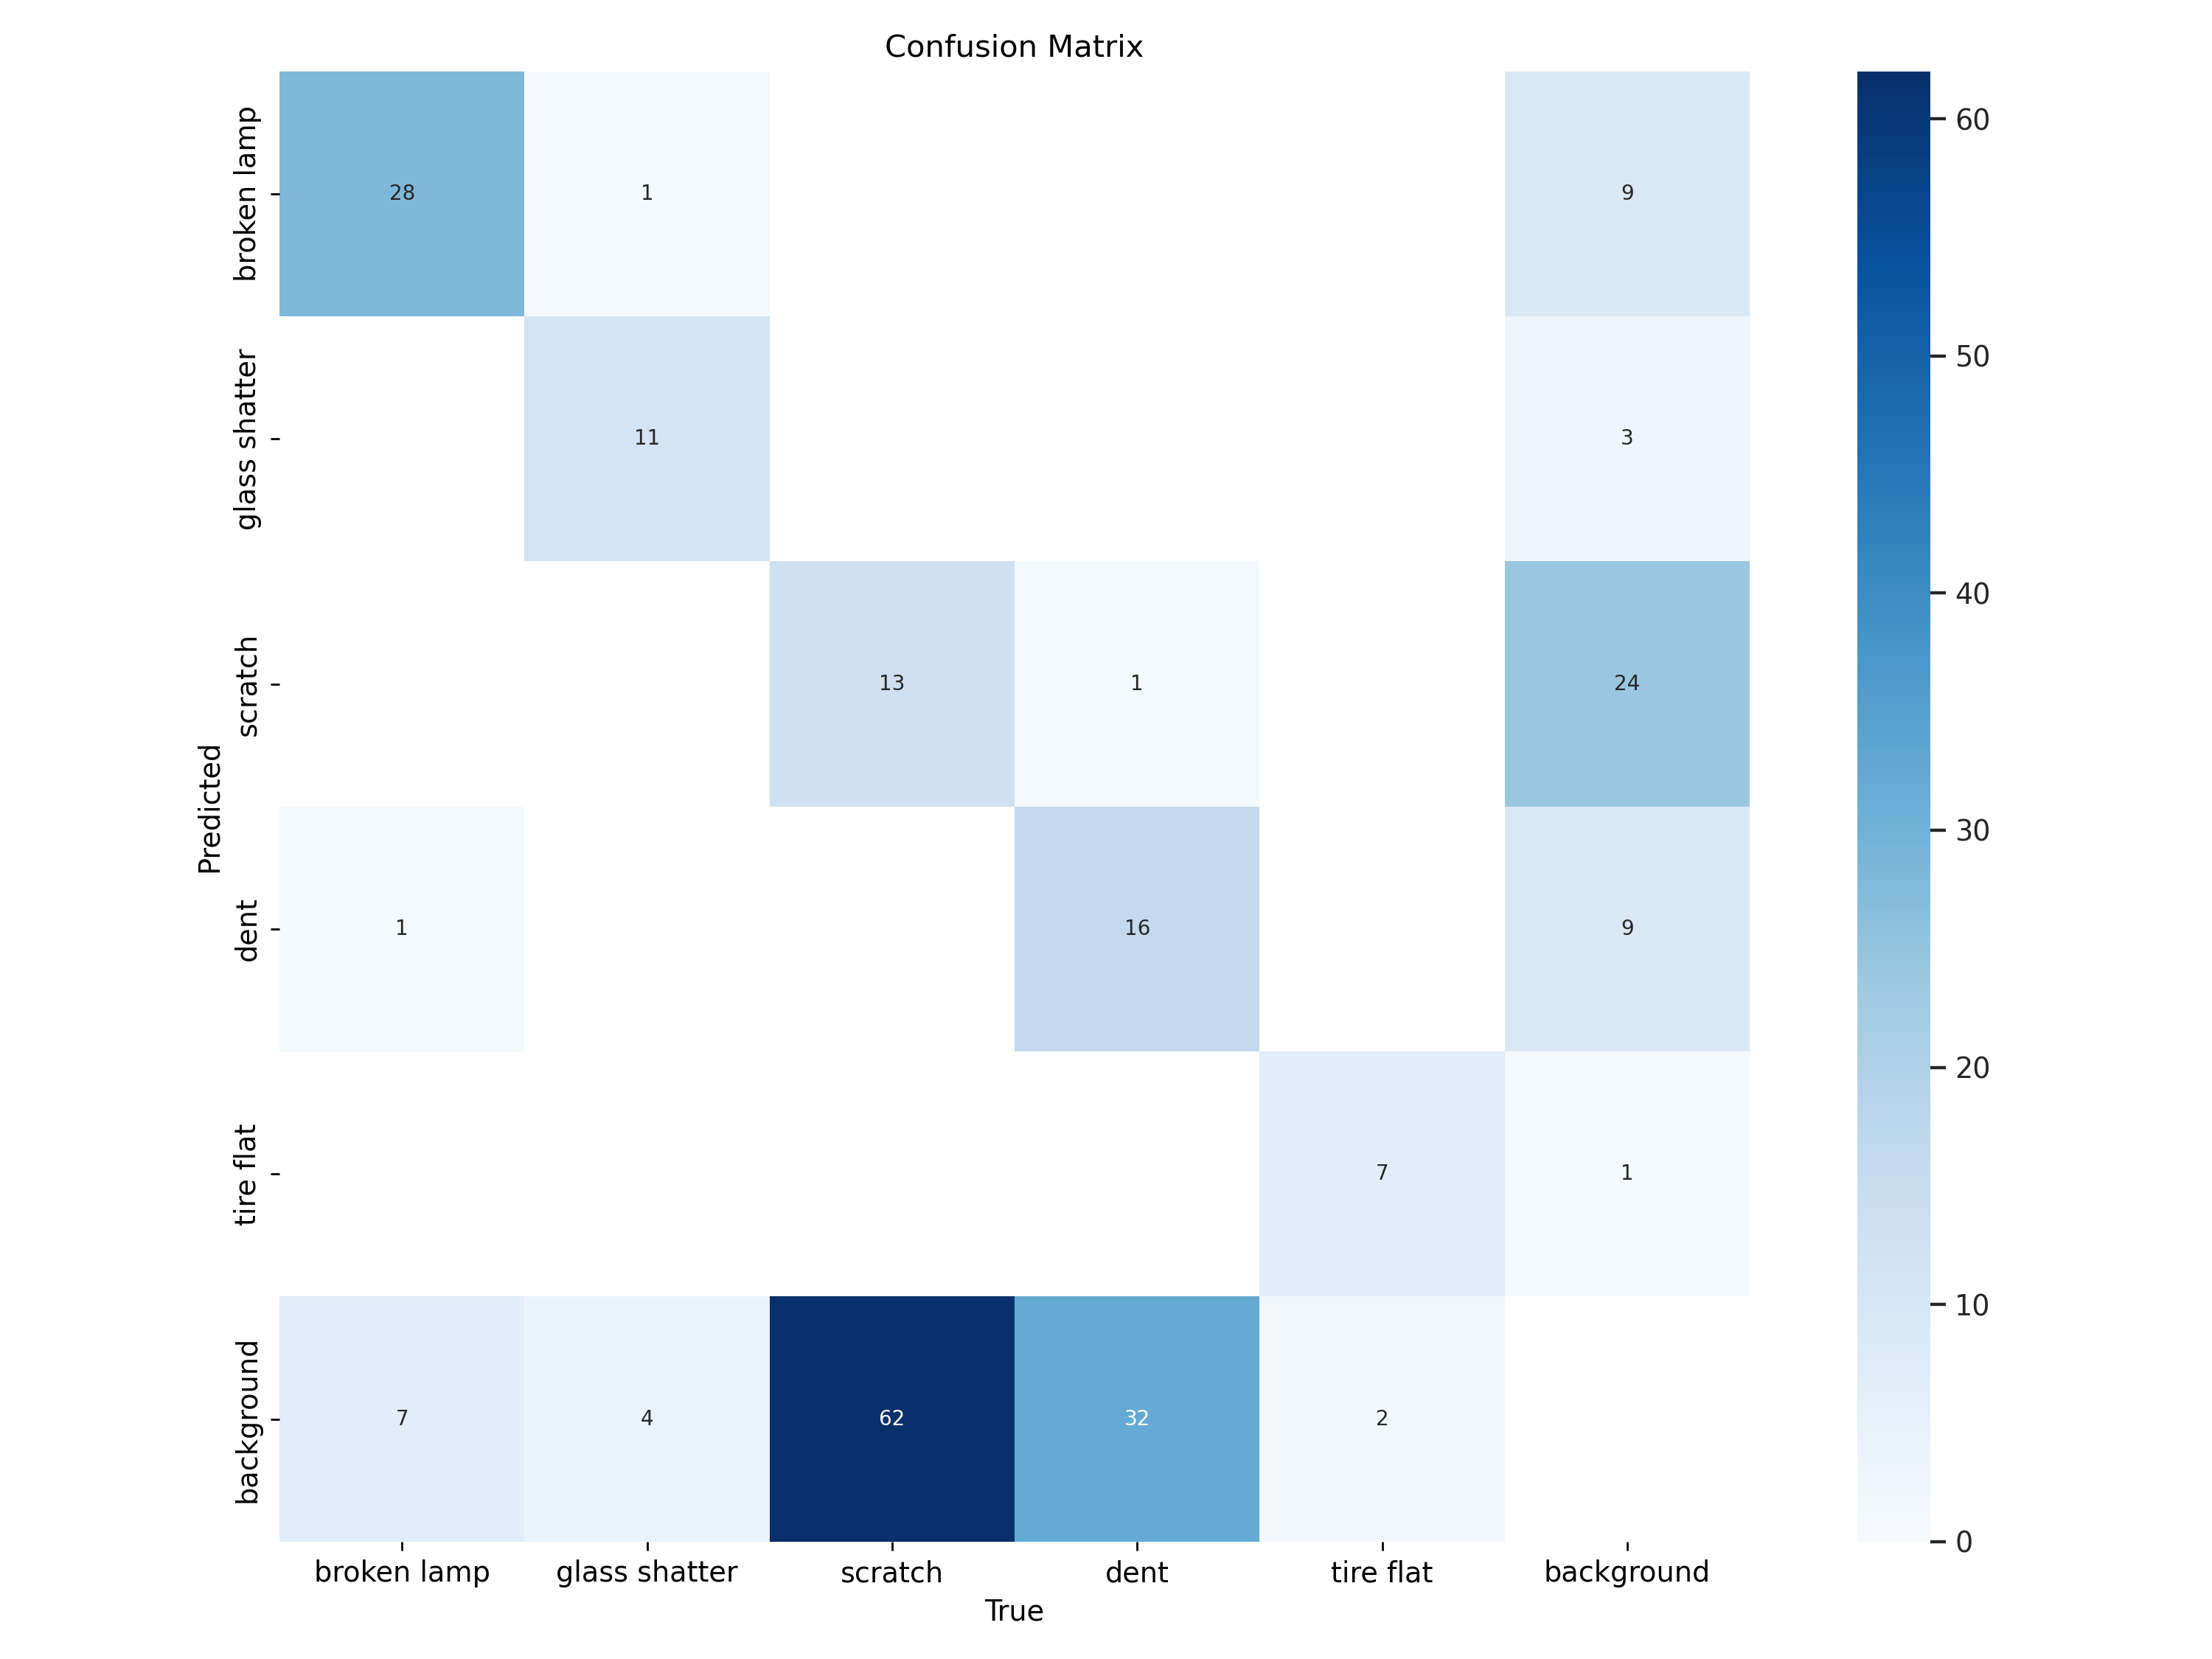 Confusion Matrix
broken lamp
28
1
9
60
50
glass shatter
11
3
40
scratch
13
1
24
Predicted
30
dent
1
16
9
20
tire flat
7
1
10
background
7
4
62
32
2
0
broken lamp
glass shatter
scratch
dent
tire flat
background
True